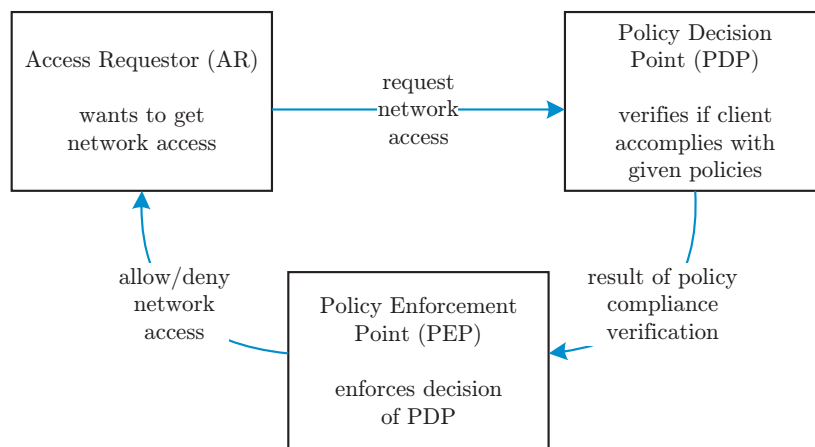 Access Requestor (AR)
wants to get
network access
request
network
access
Policy Decision
Point (PDP)
verifies if client
accomplies with
given policies
result of policy
compliance
verification
Policy Enforcement
Point (PEP)
enforces decision
of PDP
allow/deny
network
access